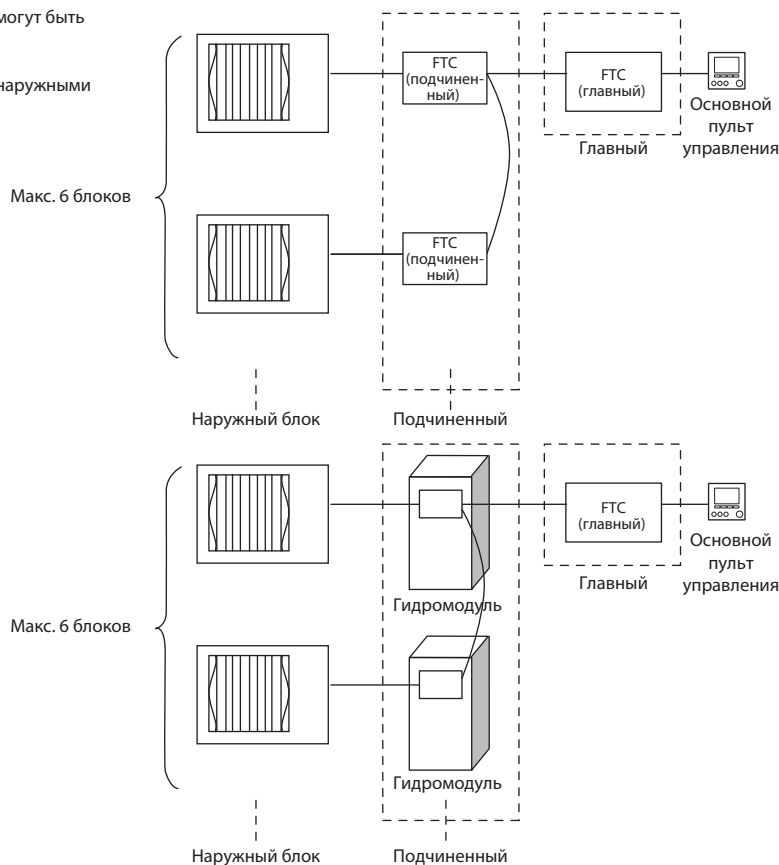 могут быть
наружными
Макс. 6 блоков
FTC
(подчинен-
ный)
FTC
(главный)
Основной
пульт
управления
Главный
FTC
(подчинен-
ный)
Наружный блок
Подчиненный
Макс. 6 блоков
FTC
(главный)
Основной
пульт
управления
Главный
Гидромодуль
Гидромодуль
Наружный блок
Подчиненный